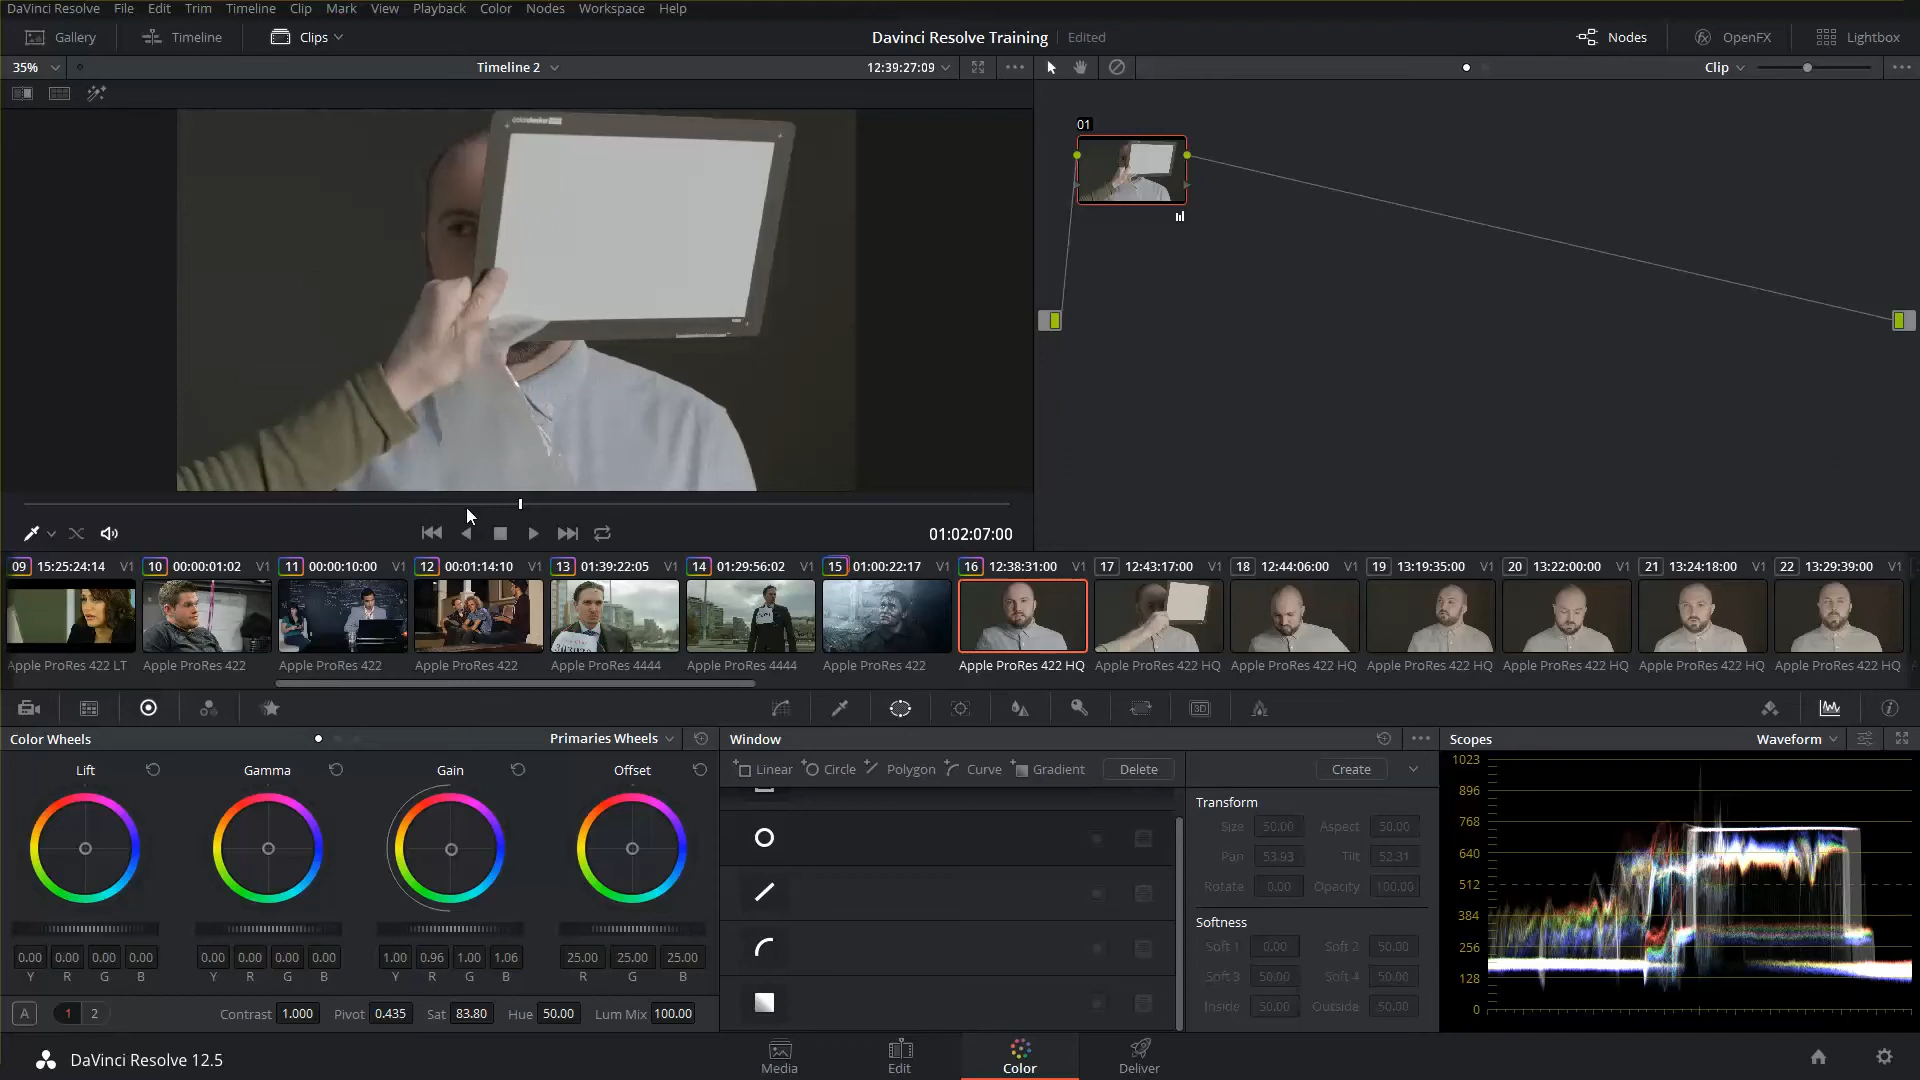 DaVinci Resolve File Edit Trim Timeline Clip Mark View Playback Color Nodes Workspace Help
Gallery Timeline Clips Davinci Resolve Training Edited Nodes OpenFX Lightbox
35% Timeline 2 12:39:27:09 Clip
01
01:02:07:00
09 15:25:24:14 V1 10 00:00:01:02 V1 11 00:00:10:00 V1 12 00:01:14:10 V1 13 01:39:22:05 V1 14 01:29:56:02 V1 15 01:00:22:17 V1 16 12:38:31:00 V1 17 12:43:17:00 V1 18 12:44:06:00 V1 19 13:19:35:00 V1 20 13:22:00:00 V1 21 13:24:18:00 V1 22 13:29:39:00 V1
Apple ProRes 422 LT Apple ProRes 422 Apple ProRes 422 Apple ProRes 422 Apple ProRes 4444 Apple ProRes 4444 Apple ProRes 422 Apple ProRes 422 HQ Apple ProRes 422 HQ Apple ProRes 422 HQ Apple ProRes 422 HQ Apple ProRes 422 HQ Apple ProRes 422 HQ Apple ProRes 422 HQ
3D
Color Wheels Primaries Wheels
Lift Gamma Gain Offset
0.00 0.00 0.00 0.00 0.00 0.00 0.00 0.00 1.00 0.96 1.00 1.06 25.00 25.00 25.00
Y R G B Y R G B Y R G B R G B
A 1 2 Contrast 1.000 Pivot 0.435 Sat 83.80 Hue 50.00 Lum Mix 100.00
Window
Linear Circle Polygon Curve Gradient Delete Create
Transform
Size 50.00 Aspect 50.00
Pan 53.93 Tilt 52.31
Rotate 0.00 Opacity 100.00
Softness
Soft 1 0.00 Soft 2 50.00
Soft 3 50.00 Soft 4 50.00
Inside 50.00 Outside 50.00
Scopes Waveform
1023
896
768
640
512
384
256
128
0
DaVinci Resolve 12.5 Media Edit Color Deliver